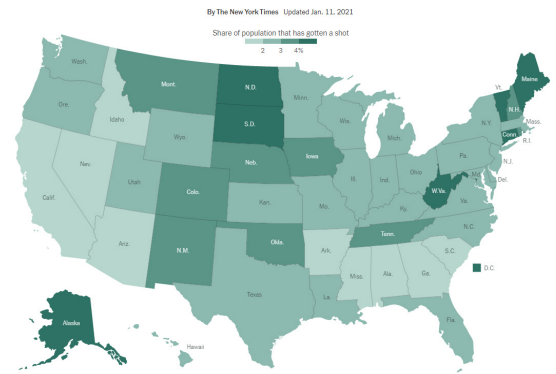 By The New York Times Updated Jan. 11, 2021
Share of population that has gotten a shot
2 3 4%
Wash.
Mont.
N.D.
Minn.
Vt.
Maine
Ore.
Idaho
S.D.
Wis.
Mich.
N.Y.
N.H.
Mass.
Conn.
R.I.
Wyo.
Iowa
Neb.
Pa.
N.J.
Nev.
Utah
Colo.
Ill.
Ind.
Ohio
Md.
Del.
Calif.
Kan.
Mo.
Ky.
W.Va.
Va.
Ariz.
N.M.
Okla.
Ark.
Tenn.
N.C.
S.C.
D.C.
Texas
La.
Miss.
Ala.
Ga.
Alaska
Hawaii
Fla.